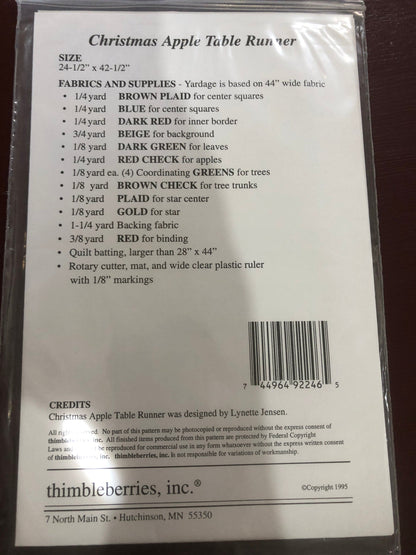 Christmas Apple Table Runner
SIZE
24-1/2" x 42-1/2"
FABRICS AND SUPPLIES - Yardage is based on 44" wide fabric
• 1/4 yard BROWN PLAID for center squares
• 1/4 yard BLUE for center squares
• 1/4 yard DARK RED for inner border
• 3/4 yard BEIGE for background
• 1/8 yard DARK GREEN for leaves
• 1/4 yard RED CHECK for apples
• 1/8 yard ea. (4) Coordinating GREENS for trees
• 1/8 yard BROWN CHECK for tree trunks
• 1/8 yard PLAID for star center
• 1/8 yard GOLD for star
• 1-1/4 yard Backing fabric
• 3/8 yard RED for binding
• Quilt batting, larger than 28" x 44"
• Rotary cutter, mat, and wide clear plastic ruler
with 1/8" markings
7 44964 92246 5
CREDITS
Christmas Apple Table Runner was designed by Lynette Jensen.
All rights reserved. No part of this pattern may be photocopied or reproduced without the express consent of
thimbleberries, inc. All finished items produced from this pattern are protected by Federal Copyright
Laws and be reproduced for commercial use in any form whatsoever without the express written consent
of thimbleberries, inc. thimbleberries, inc. is not responsible for variations of workmanship.
thimbleberries, inc.®
©Copyright 1995
7 North Main St. • Hutchinson, MN 55350